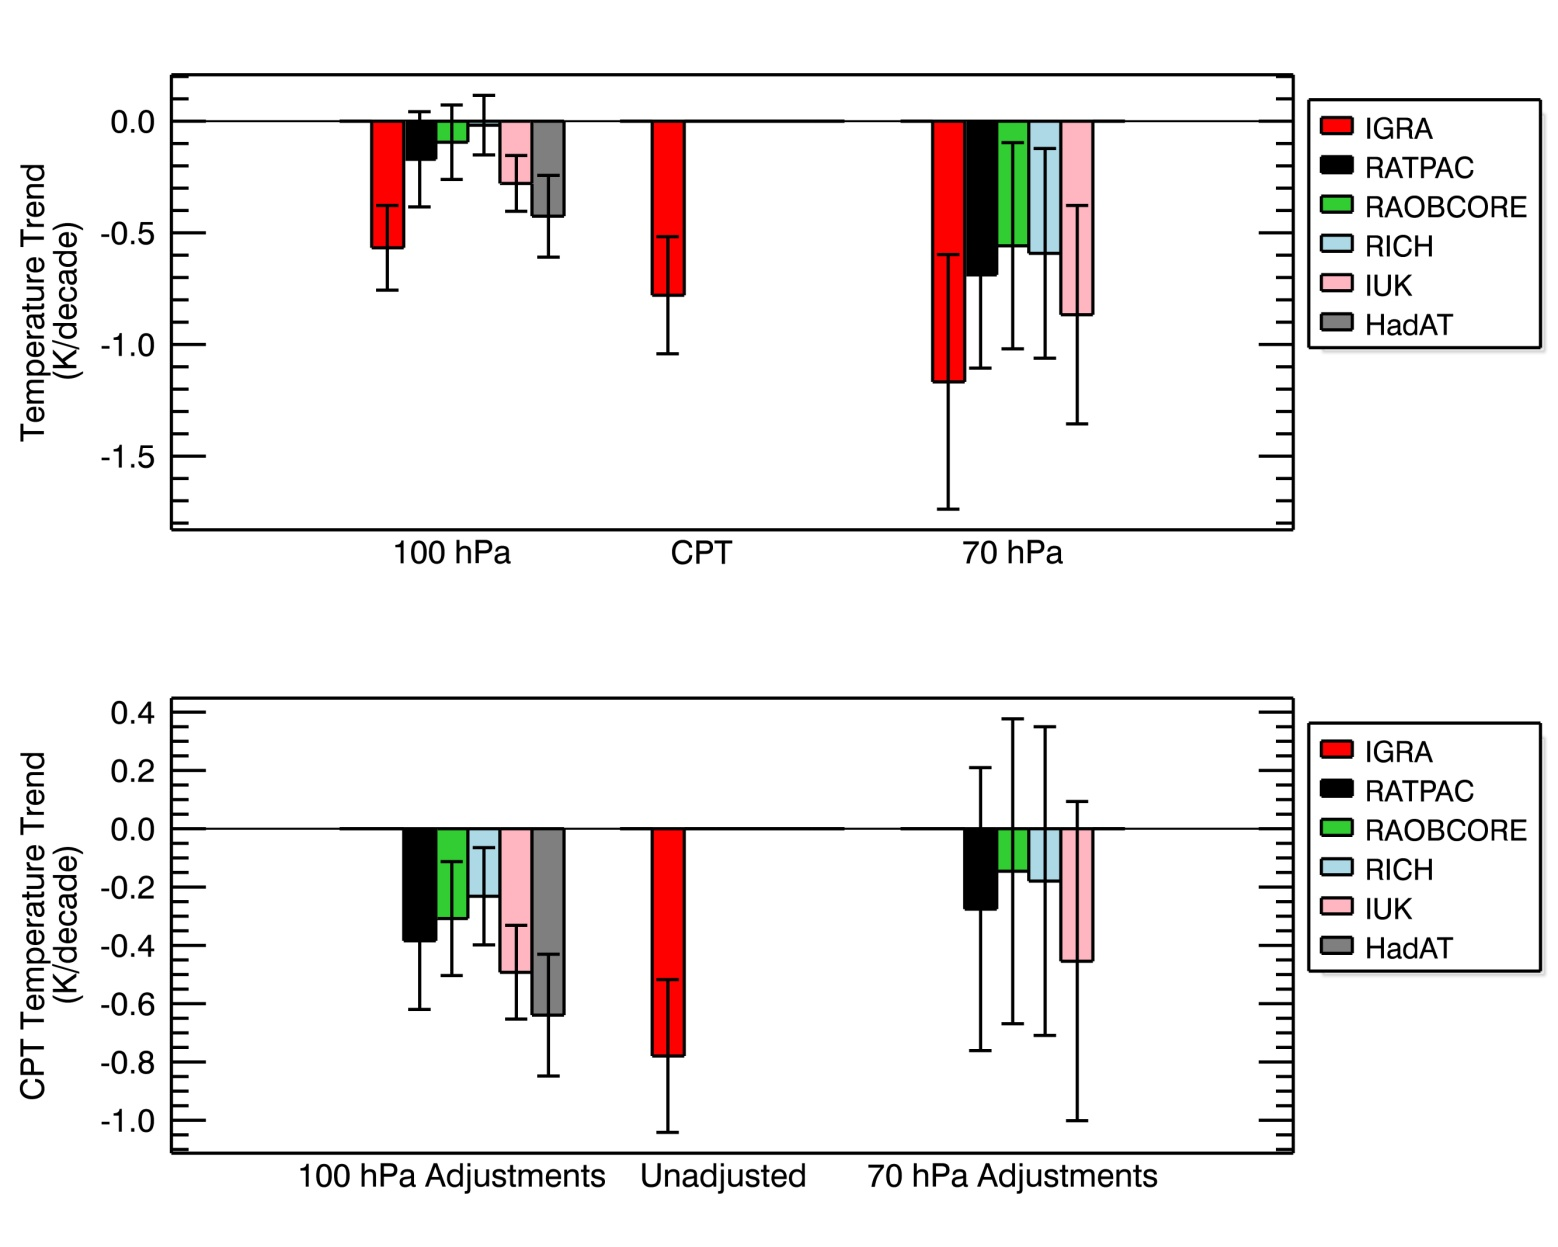 0.0
-0.5
-1.0
-1.5
Temperature Trend
(K/decade)
100 hPa CPT 70 hPa
IGRA
RATPAC
RAOBCORE
RICH
IUK
HadAT
0.4
0.2
0.0
-0.2
-0.4
-0.6
-0.8
-1.0
CPT Temperature Trend
(K/decade)
100 hPa Adjustments Unadjusted 70 hPa Adjustments
IGRA
RATPAC
RAOBCORE
RICH
IUK
HadAT